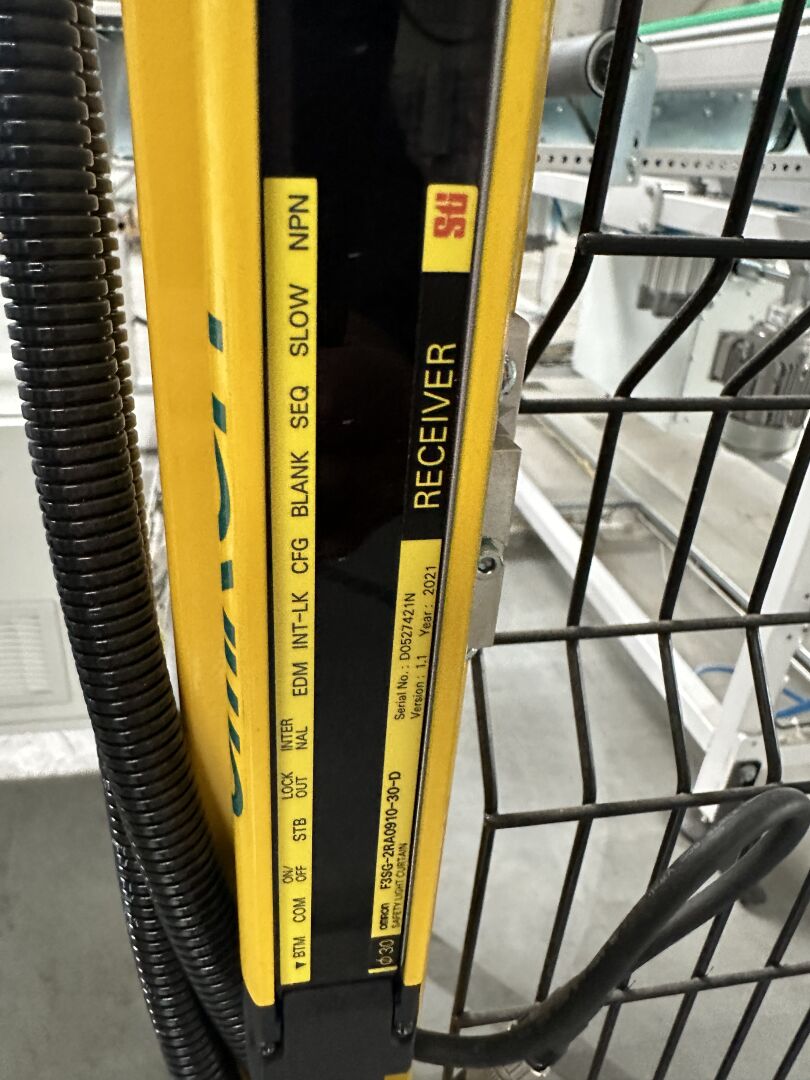 ▼BTM COM ON/OFF STB LOCK OUT INTER NAL EDM INT-LK CFG BLANK SEQ SLOW NPN
RECEIVER
Serial No.: D0527421N
Version: 1.1 Year: 2021
φ30
omron F3SG-2RA0910-30-D
SAFETY LIGHT CURTAIN